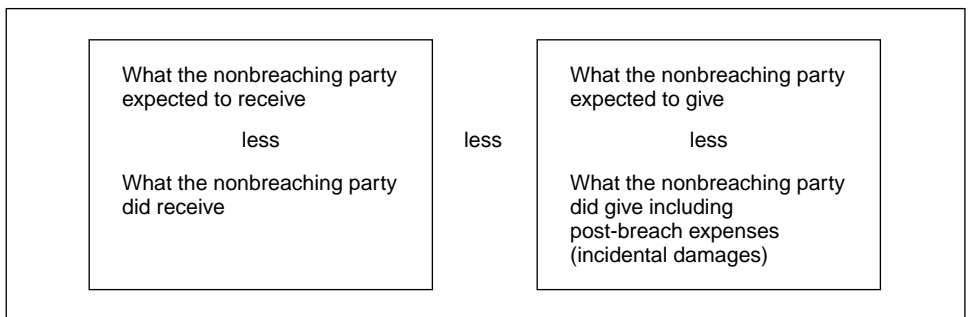 What the nonbreaching party
expected to receive
less
What the nonbreaching party
did receive
less
What the nonbreaching party
expected to give
less
What the nonbreaching party
did give including
post-breach expenses
(incidental damages)